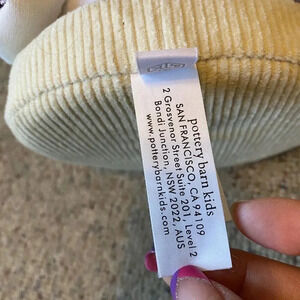 pottery barn kids
SAN FRANCISCO, CA 94109
2 Grosvenor Street Suite 201, Level 2
Bondi Junction, NSW 2022, AUS
www.potterybarnkids.com